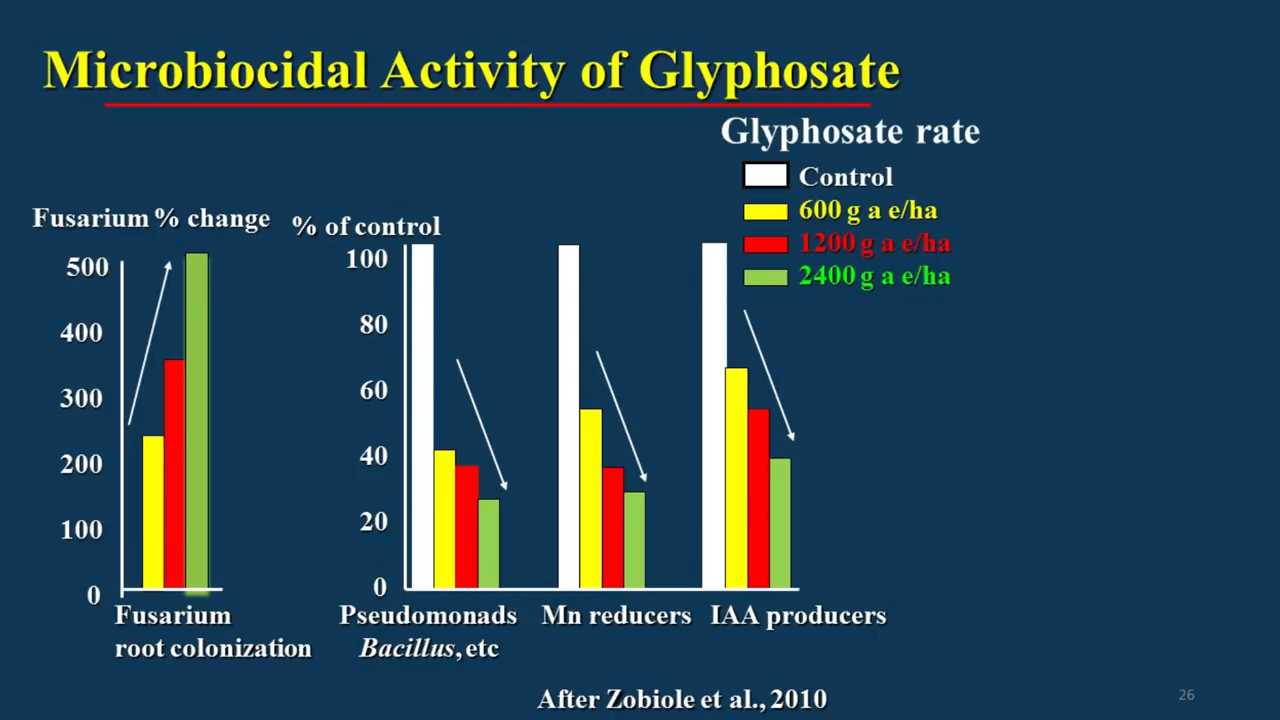 Microbiocidal Activity of Glyphosate
Glyphosate rate
Control
600 g a e/ha
1200 g a e/ha
2400 g a e/ha
Fusarium % change
500
400
300
200
100
0
Fusarium
root colonization
% of control
100
80
60
40
20
0
Pseudomonads
Bacillus, etc
Mn reducers
IAA producers
After Zobiole et al., 2010
26